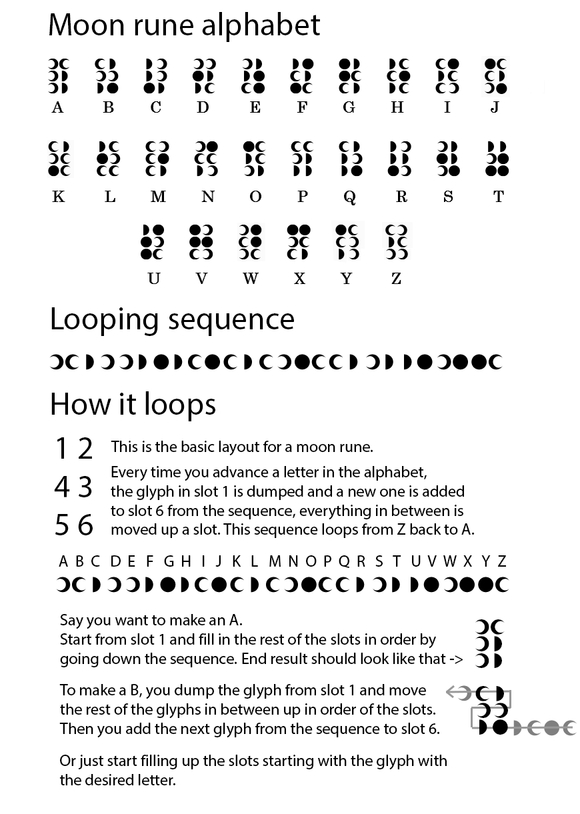 Moon rune alphabet
A B C D E F G H I J
K L M N O P Q R S T
U V W X Y Z
Looping sequence
How it loops
1 2
4 3
5 6
This is the basic layout for a moon rune.
Every time you advance a letter in the alphabet,
the glyph in slot 1 is dumped and a new one is added
to slot 6 from the sequence, everything in between is
moved up a slot. This sequence loops from Z back to A.
A B C D E F G H I J K L M N O P Q R S T U V W X Y Z
Say you want to make an A.
Start from slot 1 and fill in the rest of the slots in order by
going down the sequence. End result should look like that ->
To make a B, you dump the glyph from slot 1 and move
the rest of the glyphs in between up in order of the slots.
Then you add the next glyph from the sequence to slot 6.
Or just start filling up the slots starting with the glyph with
the desired letter.